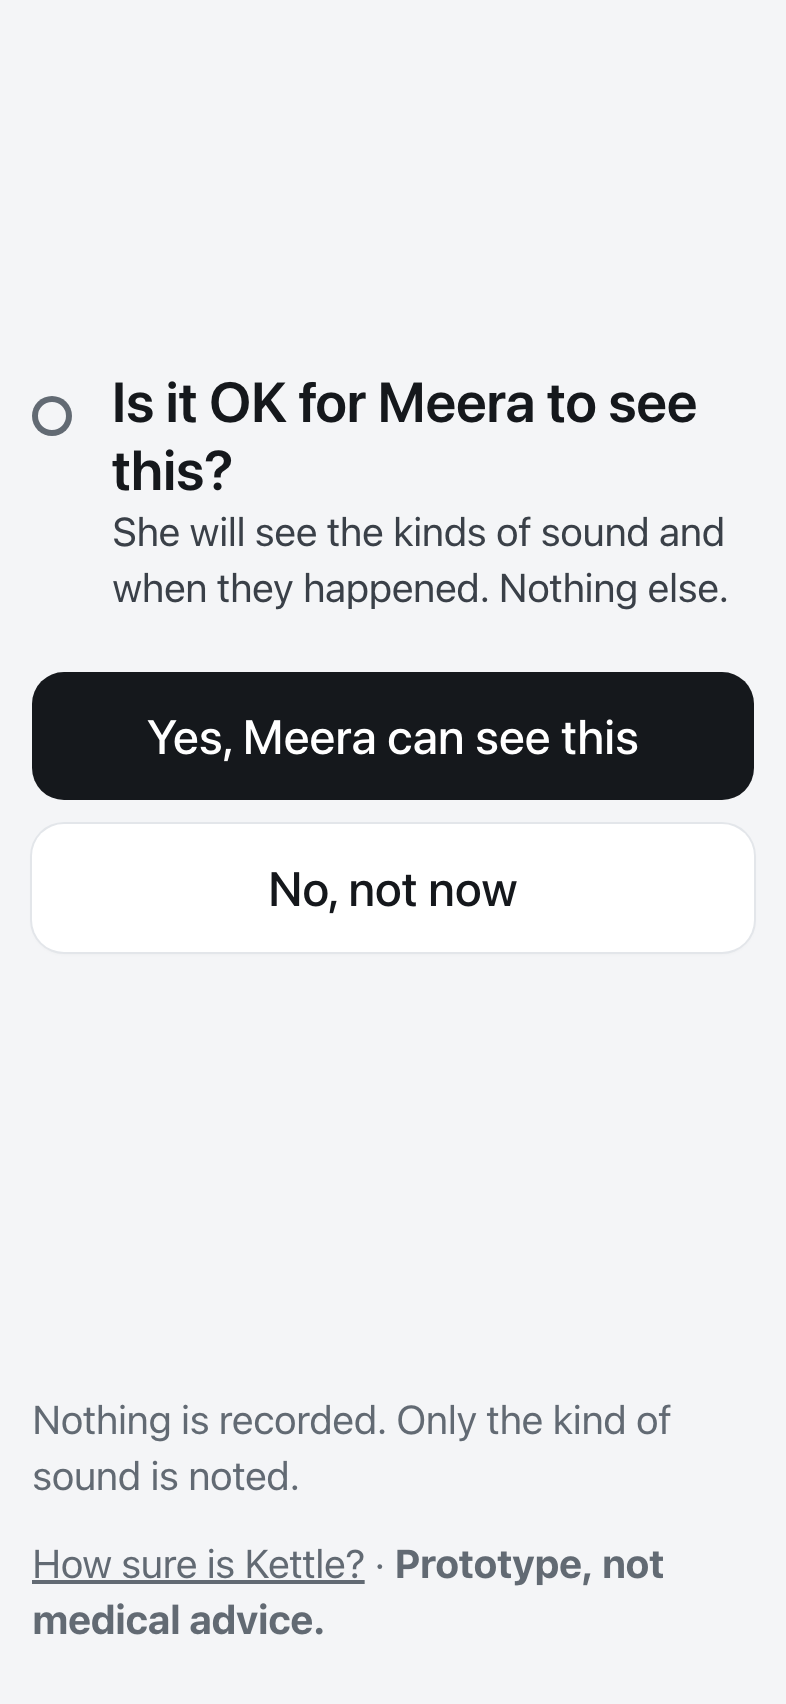 Is it OK for Meera to see
this?
She will see the kinds of sound and
when they happened. Nothing else.
Yes, Meera can see this
No, not now
Nothing is recorded. Only the kind of
sound is noted.
How sure is Kettle? · Prototype, not
medical advice.